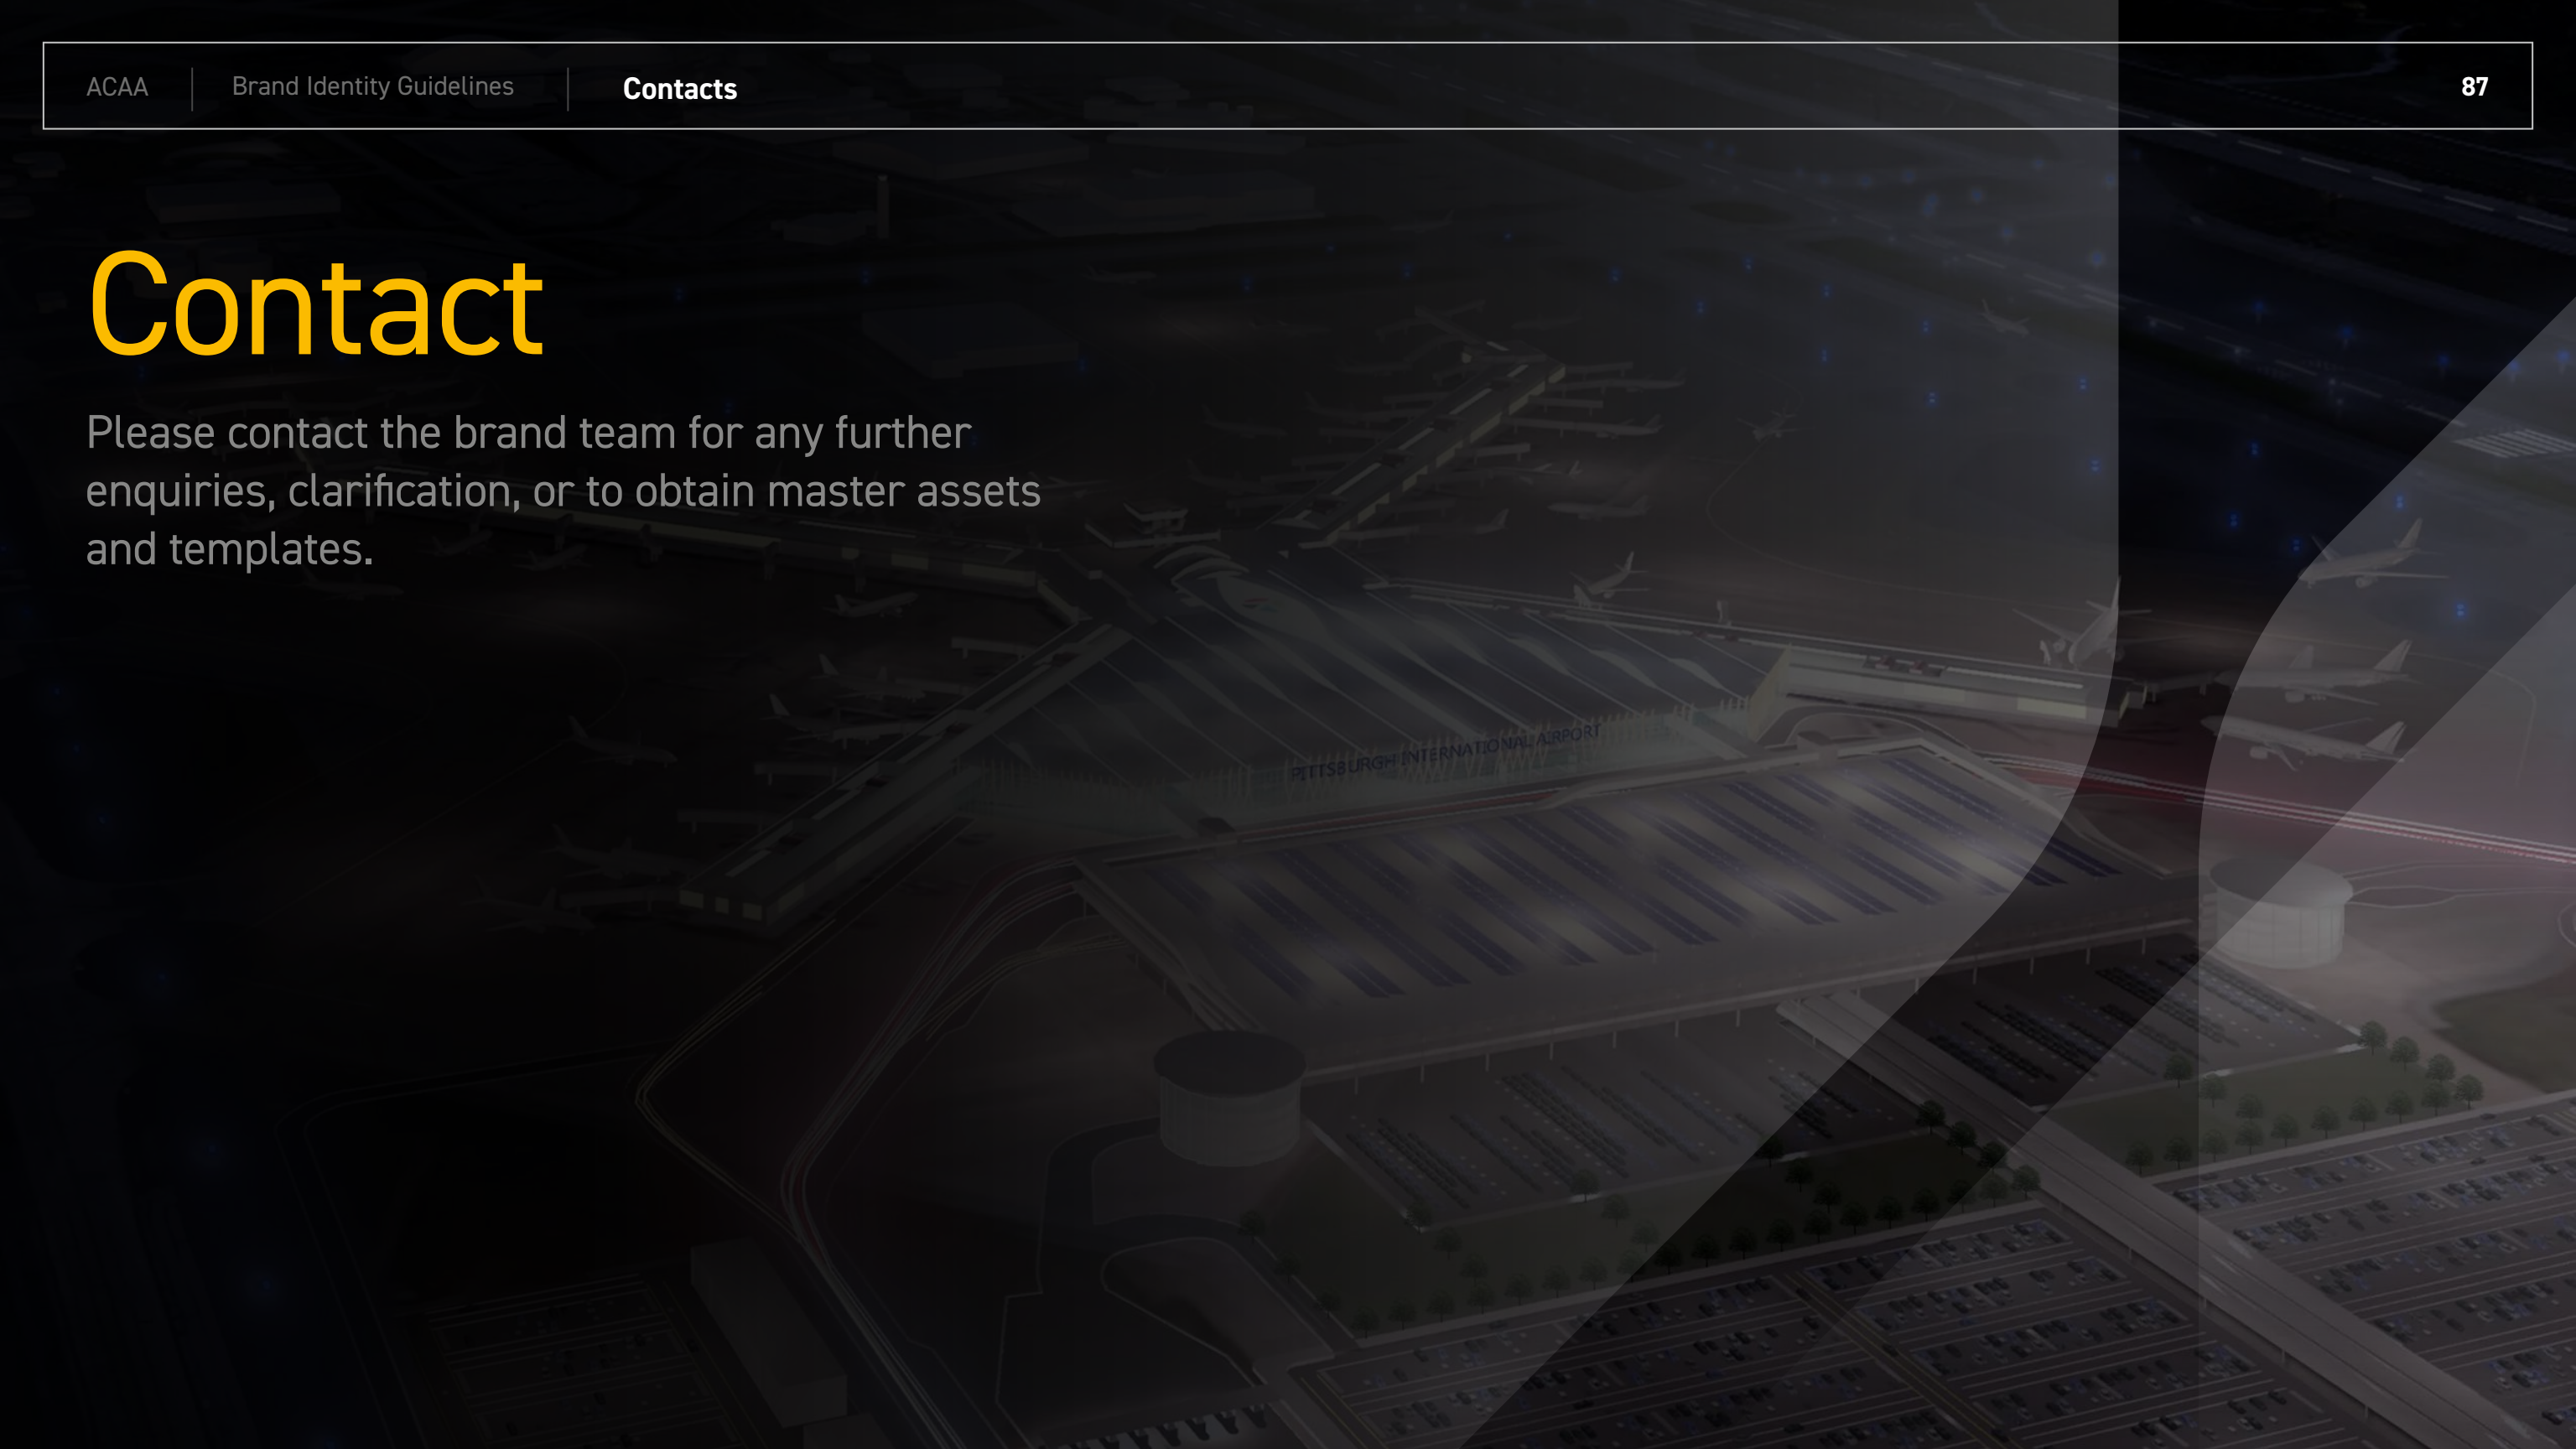 ACAA
Brand Identity Guidelines
Contacts
87
Contact
Please contact the brand team for any further
enquiries, clarification, or to obtain master assets
and templates.
PITTSBURGH INTERNATIONAL AIRPORT